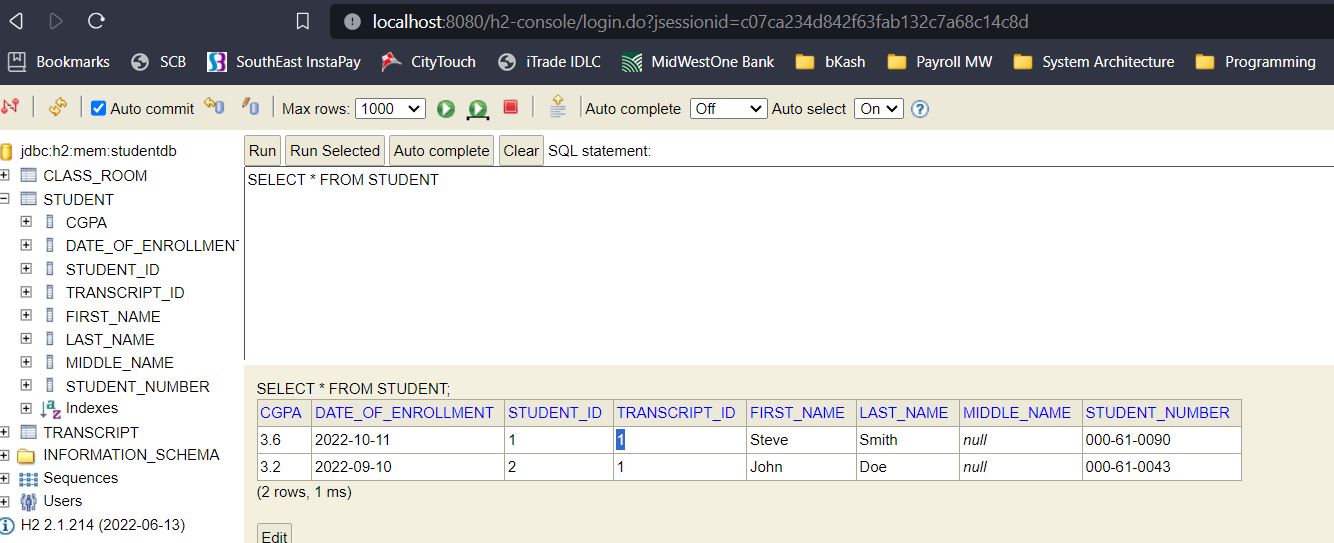 localhost:8080/h2-console/login.do?jsessionid=c07ca234d842f63fab132c7a68c14c8d
Bookmarks SCB SouthEast InstaPay CityTouch iTrade IDLC MidWestOne Bank bKash Payroll MW System Architecture Programming
Auto commit Max rows: 1000 Auto complete Off Auto select On ?
jdbc:h2:mem:studentdb
CLASS_ROOM
STUDENT
CGPA
DATE_OF_ENROLLMENT
STUDENT_ID
TRANSCRIPT_ID
FIRST_NAME
LAST_NAME
MIDDLE_NAME
STUDENT_NUMBER
Indexes
TRANSCRIPT
INFORMATION_SCHEMA
Sequences
Users
H2 2.1.214 (2022-06-13)
Run Run Selected Auto complete Clear SQL statement:
SELECT * FROM STUDENT
SELECT * FROM STUDENT;
CGPA DATE_OF_ENROLLMENT STUDENT_ID TRANSCRIPT_ID FIRST_NAME LAST_NAME MIDDLE_NAME STUDENT_NUMBER
3.6 2022-10-11 1 1 Steve Smith null 000-61-0090
3.2 2022-09-10 2 1 John Doe null 000-61-0043
(2 rows, 1 ms)
Edit